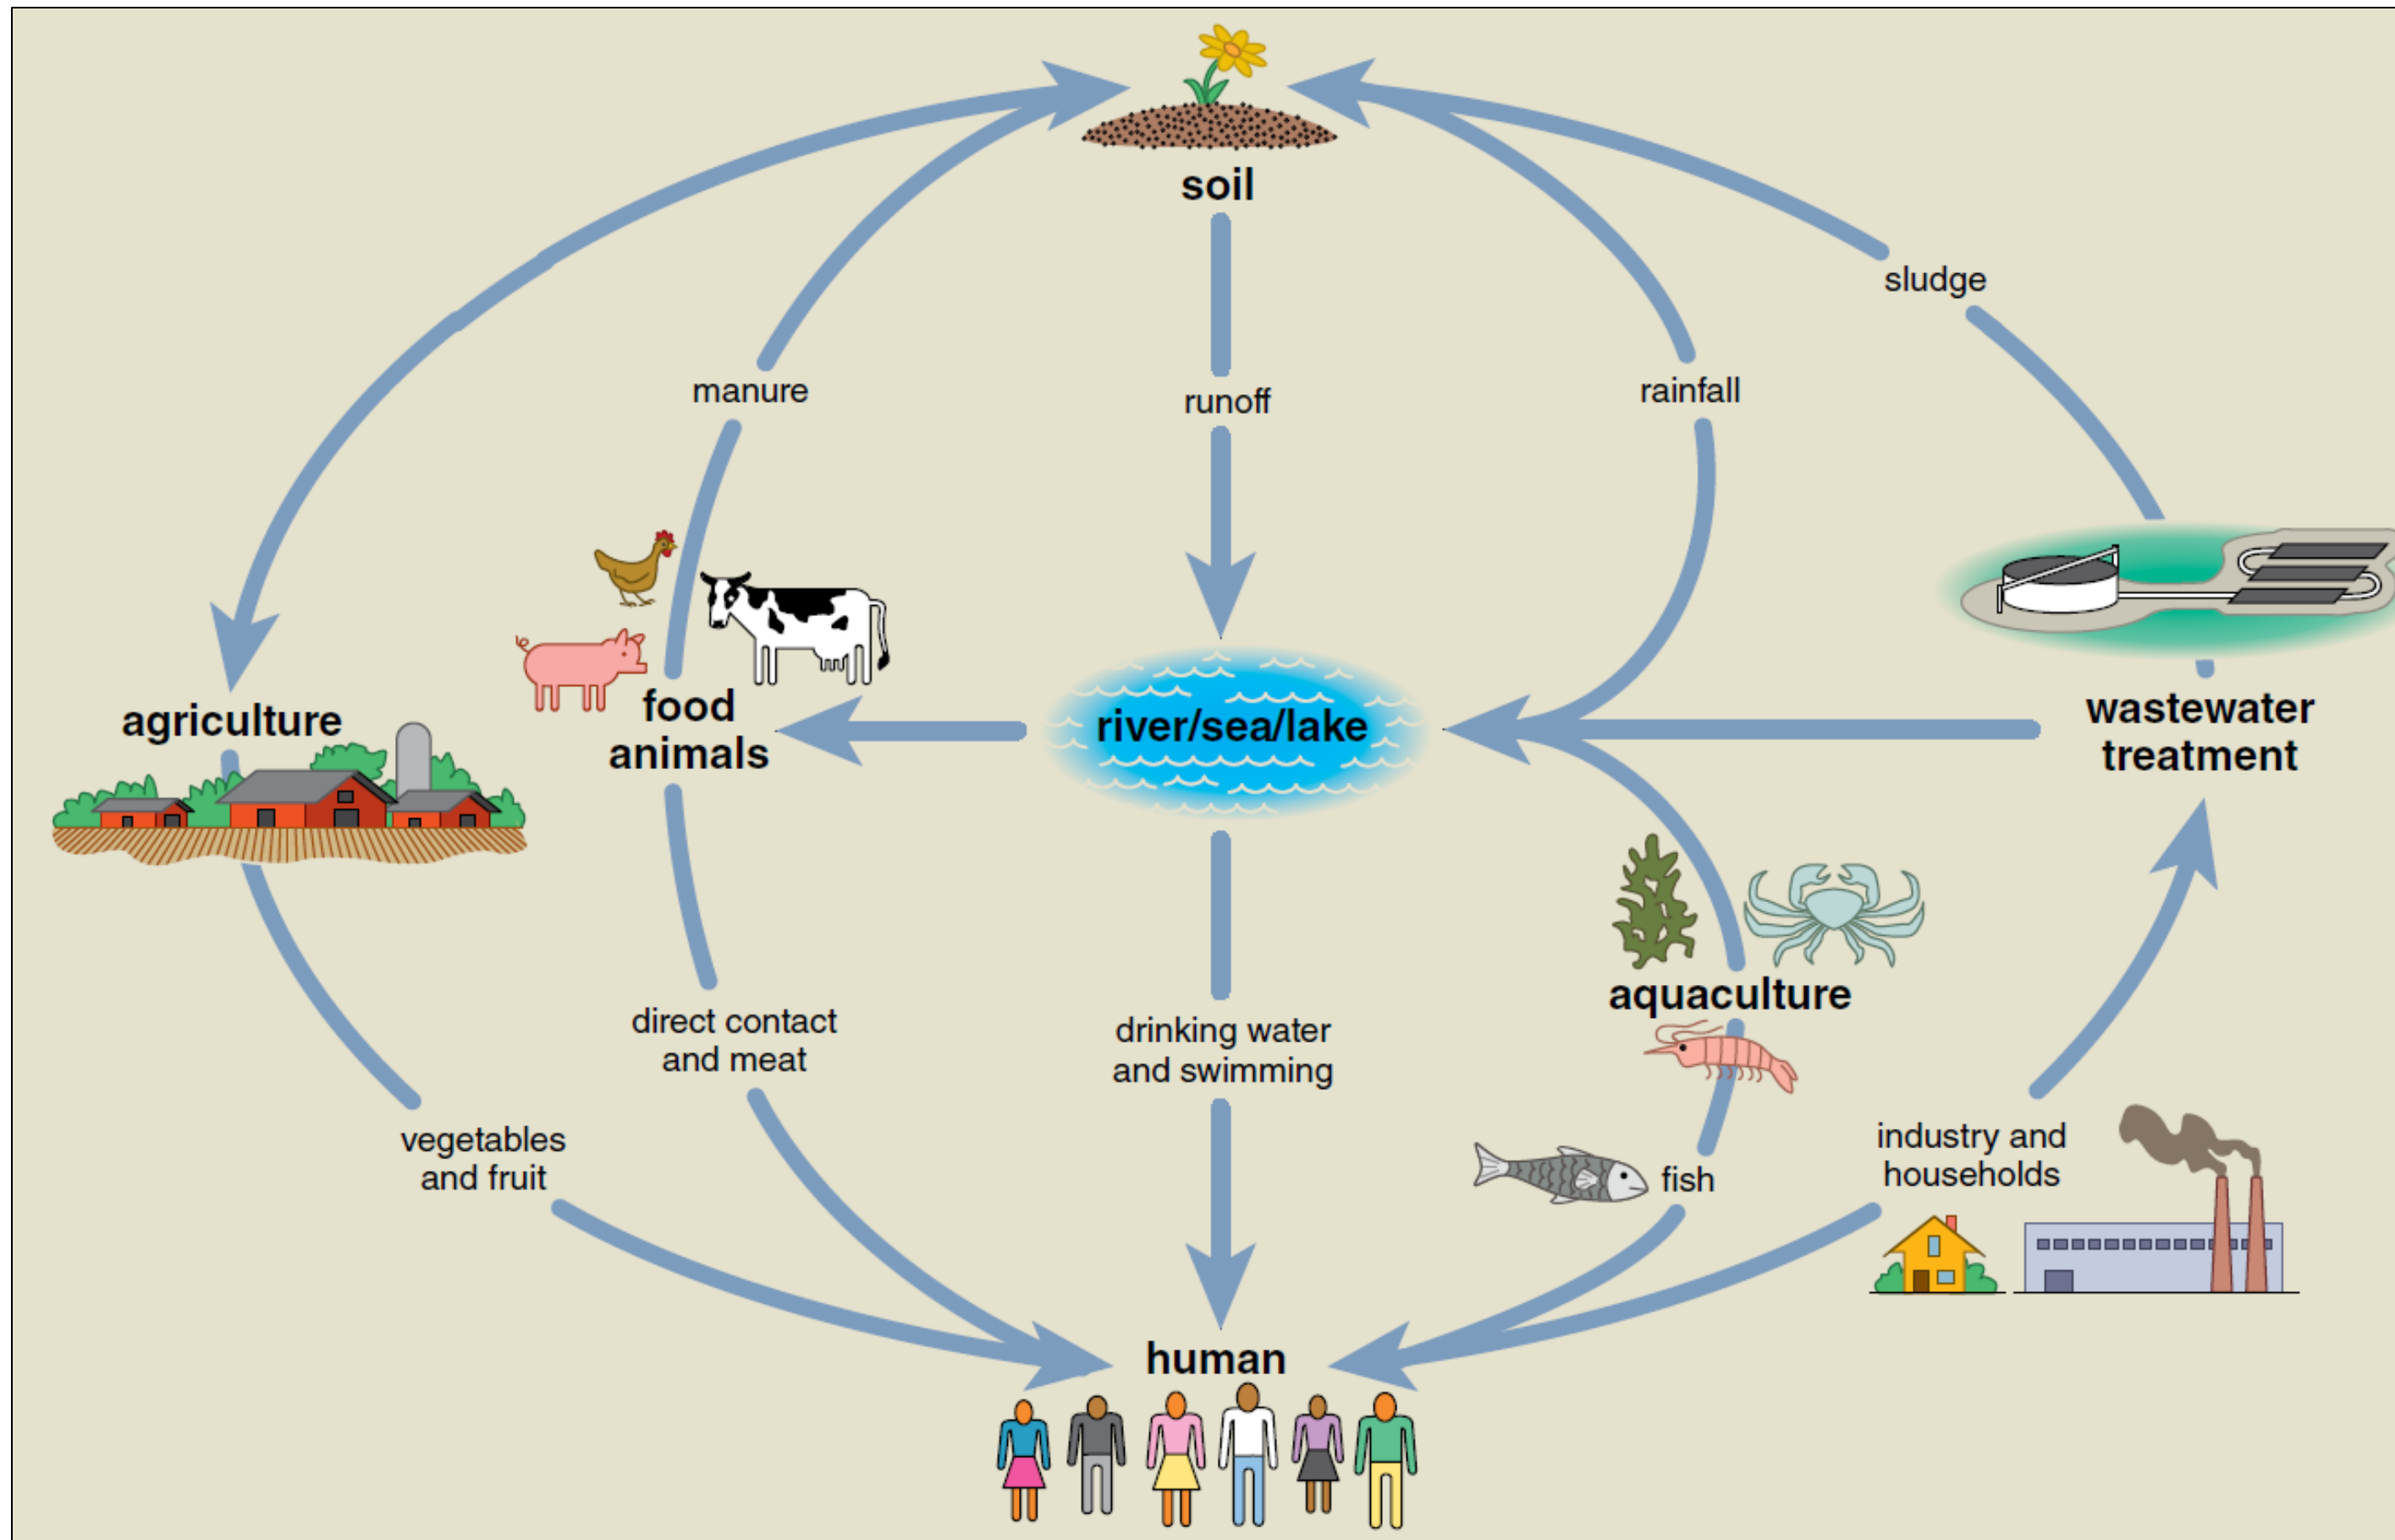 soil
sludge
manure
runoff
rainfall
agriculture
food
animals
river/sea/lake
wastewater
treatment
aquaculture
direct contact
and meat
drinking water
and swimming
vegetables
and fruit
fish
industry and
households
human